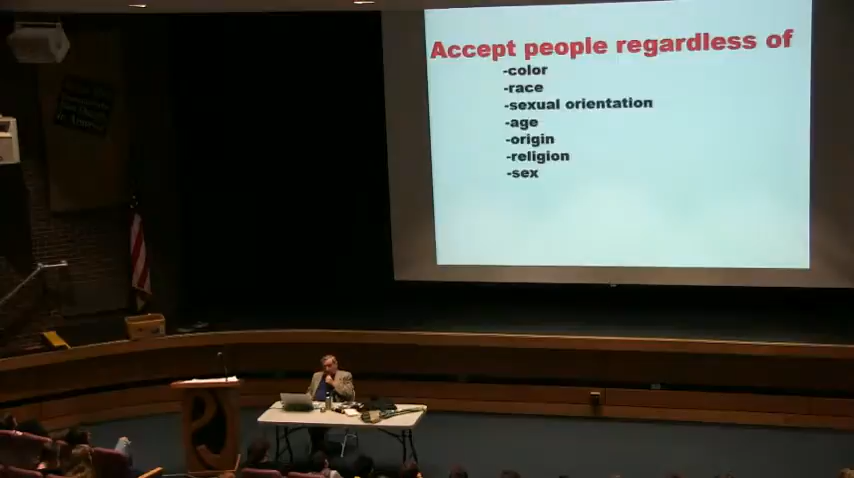 Accept people regardless of
-color
-race
-sexual orientation
-age
-origin
-religion
-sex